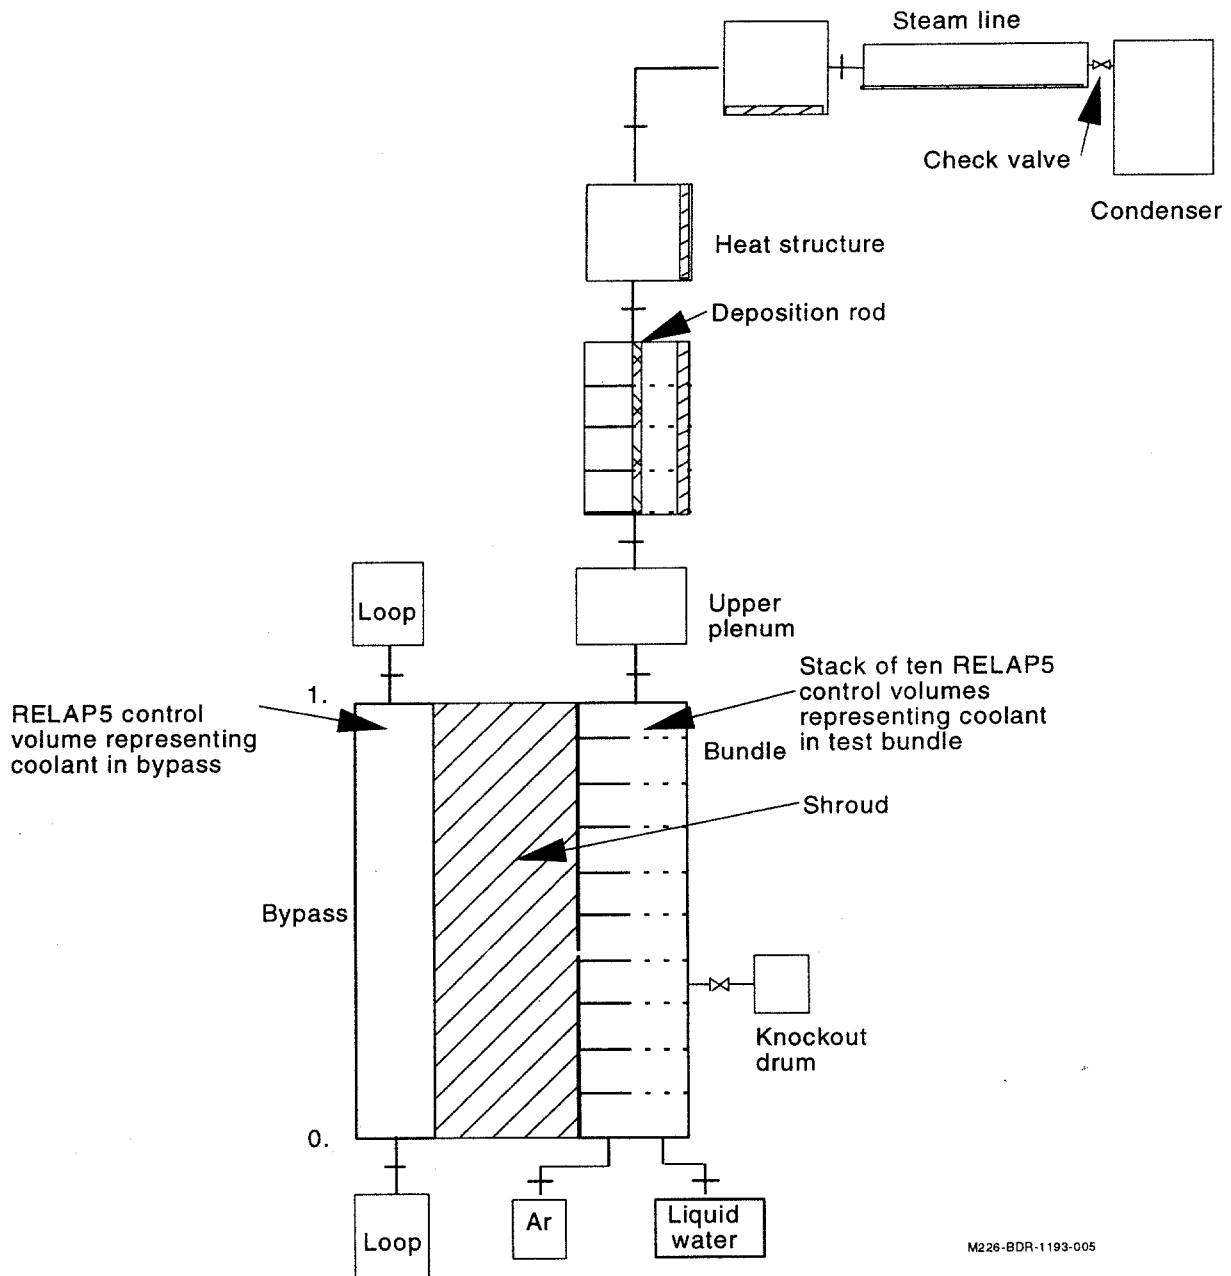 Steam line
Check valve
Condenser
Heat structure
Deposition rod
Loop
Upper
plenum
Stack of ten RELAP5
control volumes
representing coolant
in test bundle
1.
RELAP5 control
volume representing
coolant in bypass
Bundle
Shroud
Bypass
Knockout
drum
0.
Ar
Liquid
water
Loop
M226-BDR-1193-005